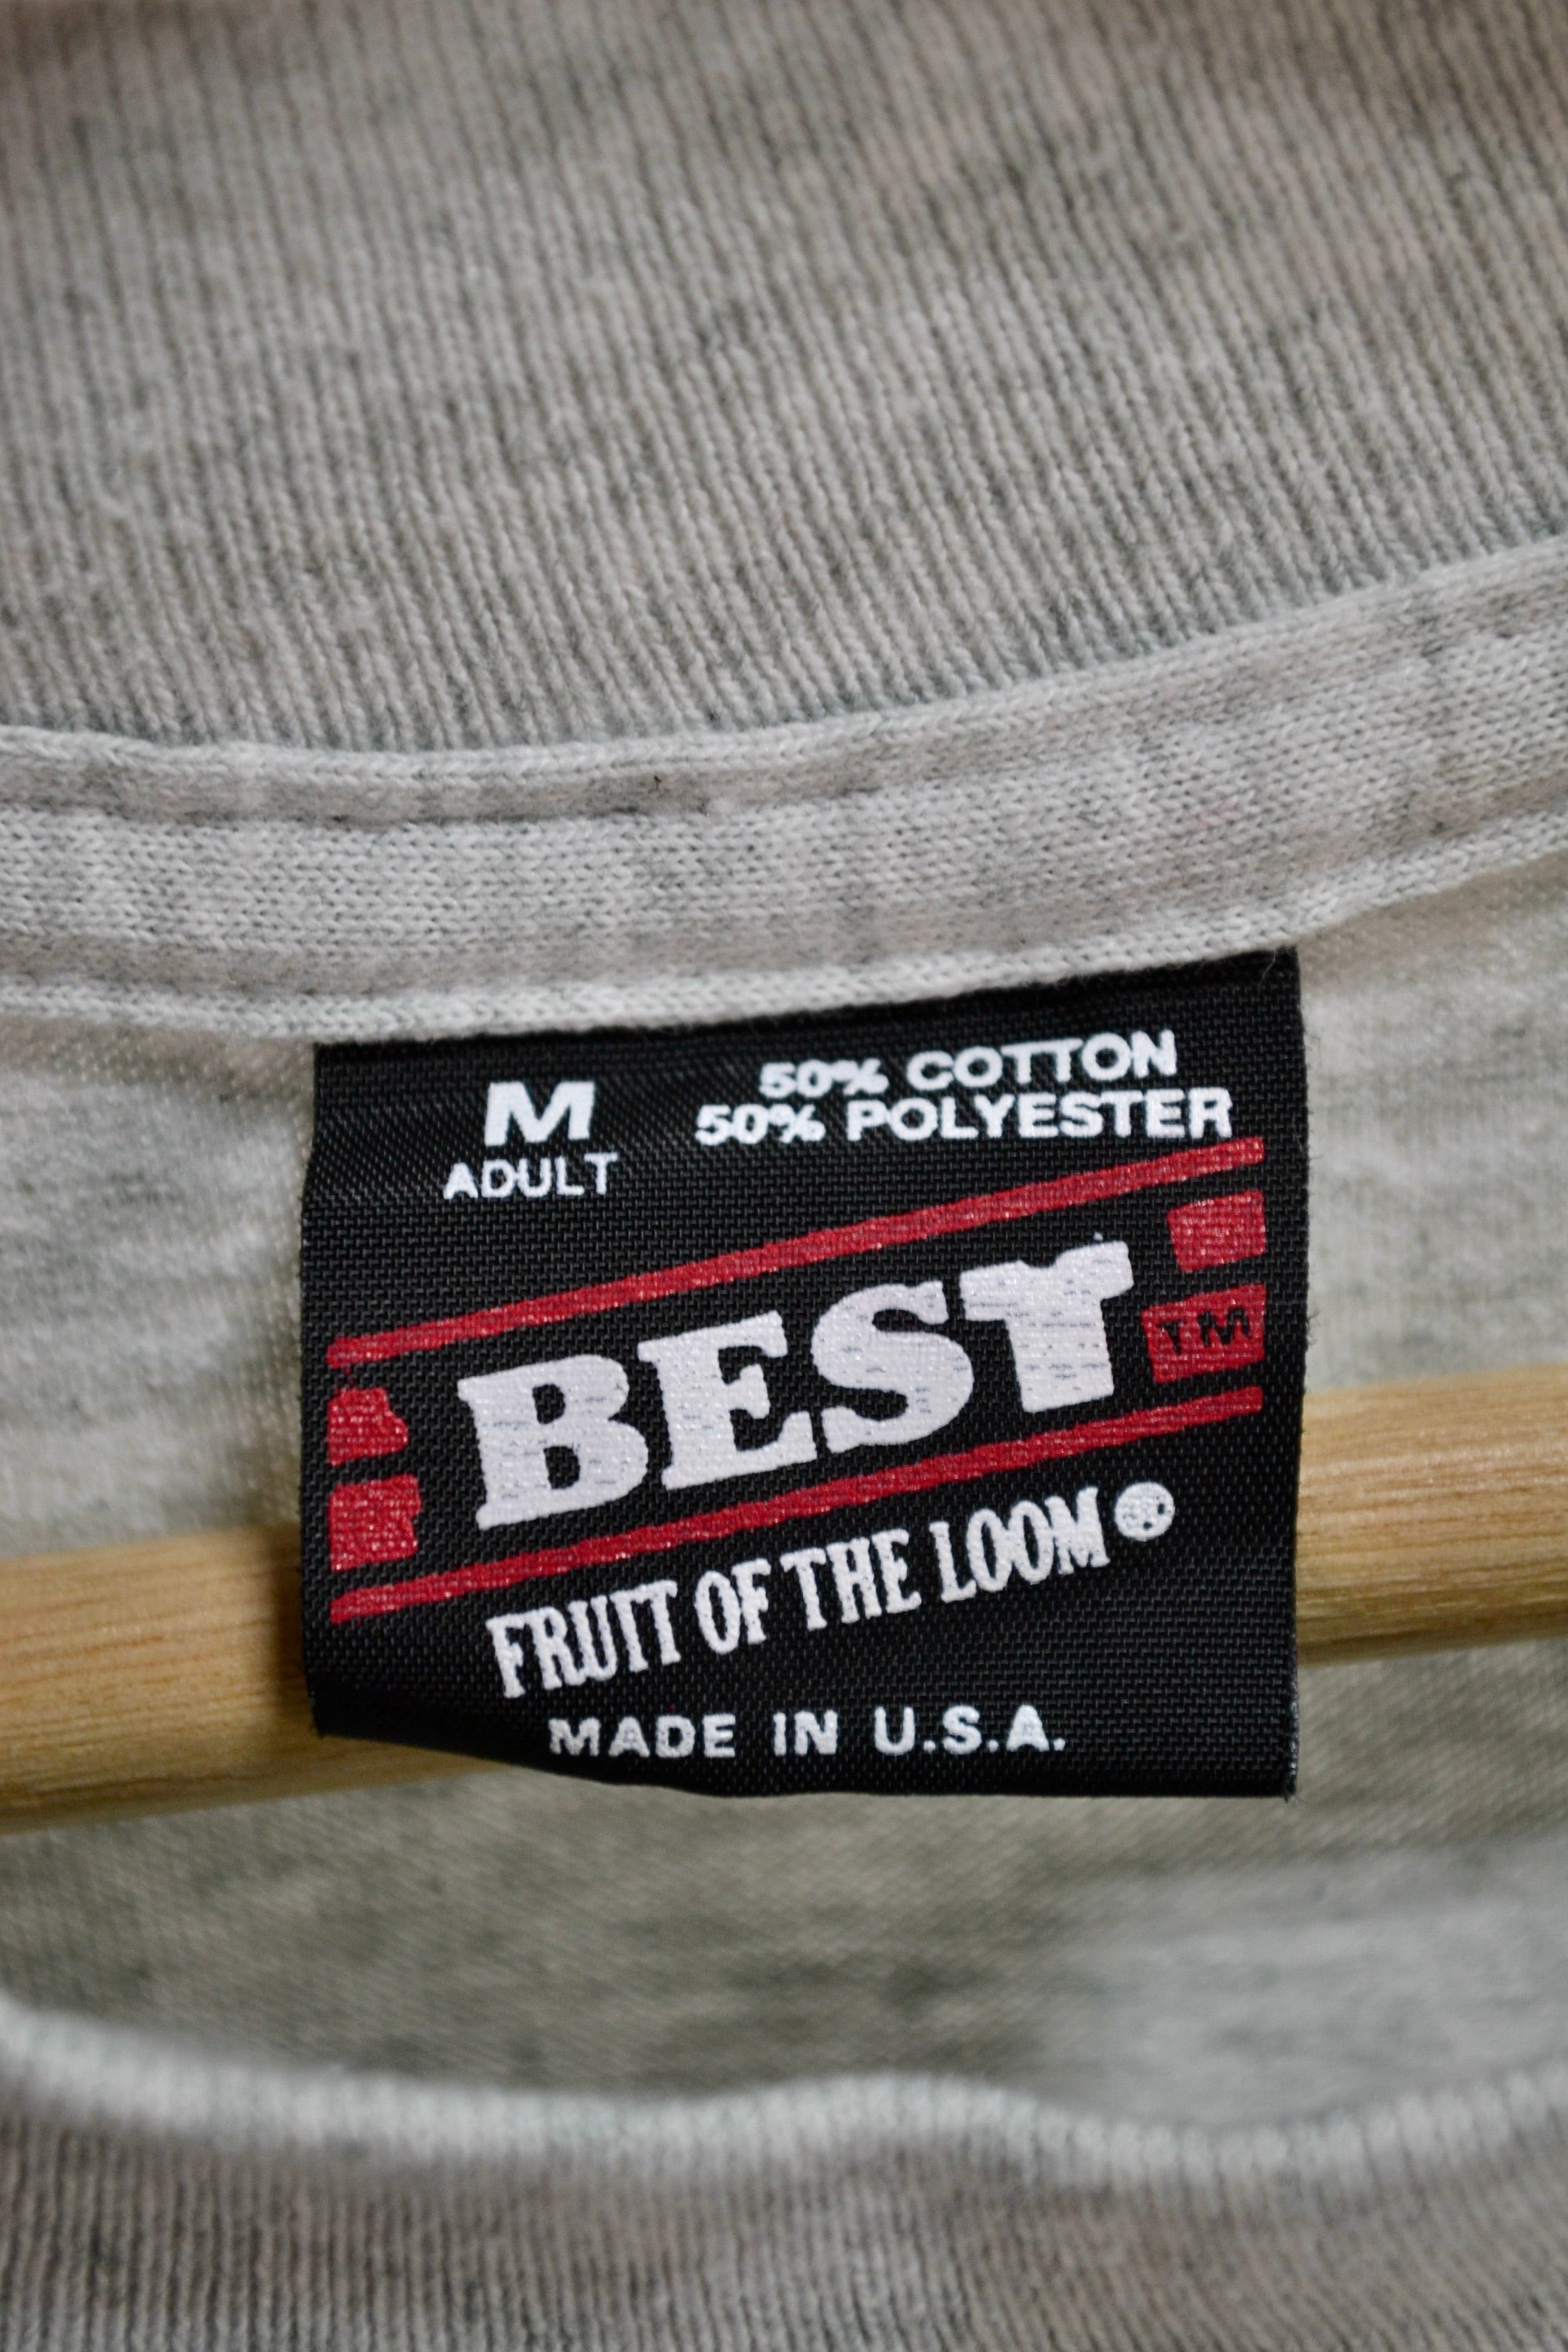 M
ADULT
50% COTTON
50% POLYESTER
BEST
TM
FRUIT OF THE LOOM
MADE IN U.S.A.